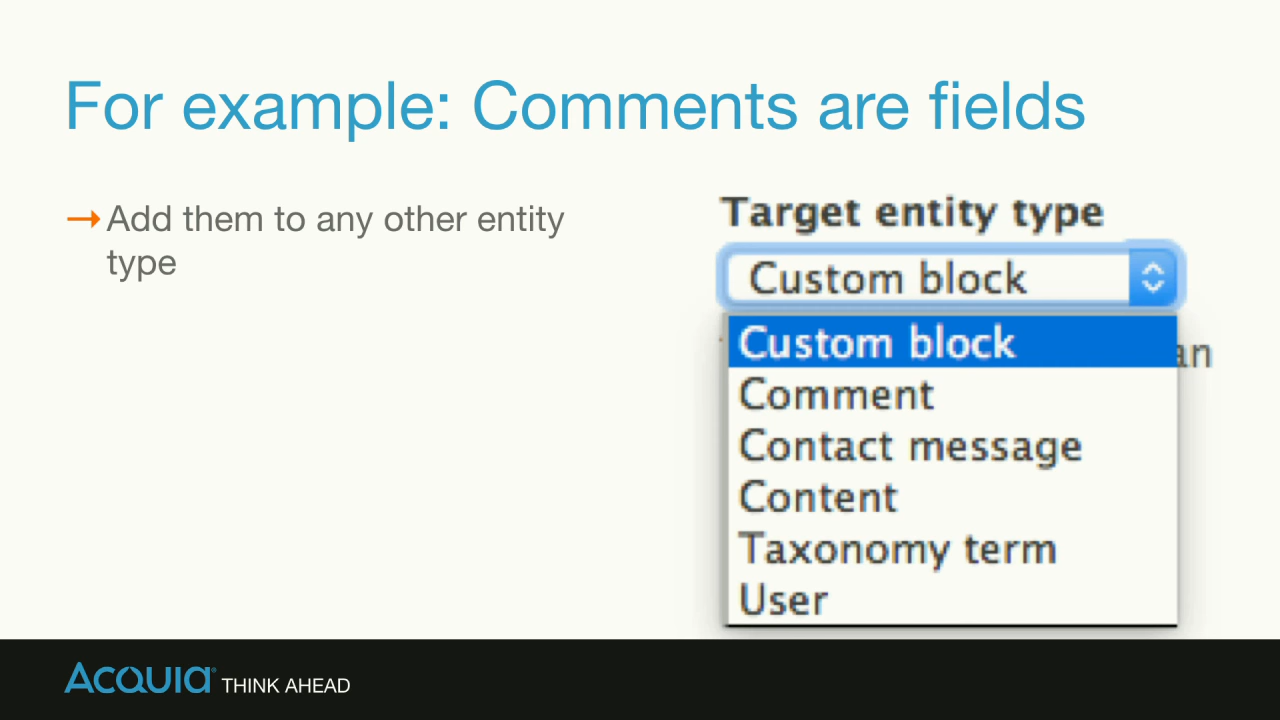 For example: Comments are fields
→ Add them to any other entity
type
Target entity type
Custom block
Custom block
an
Comment
Contact message
Content
Taxonomy term
User
ACQUIA® THINK AHEAD